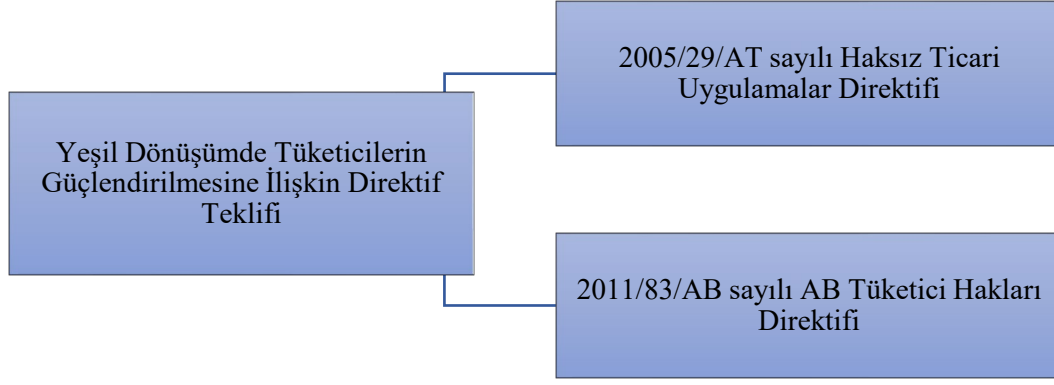 Yeşil Dönüşümde Tüketicilerin
Güçlendirilmesine İlişkin Direktif
Teklifi
2005/29/AT sayılı Haksız Ticari
Uygulamalar Direktifi
2011/83/AB sayılı AB Tüketici Hakları
Direktifi